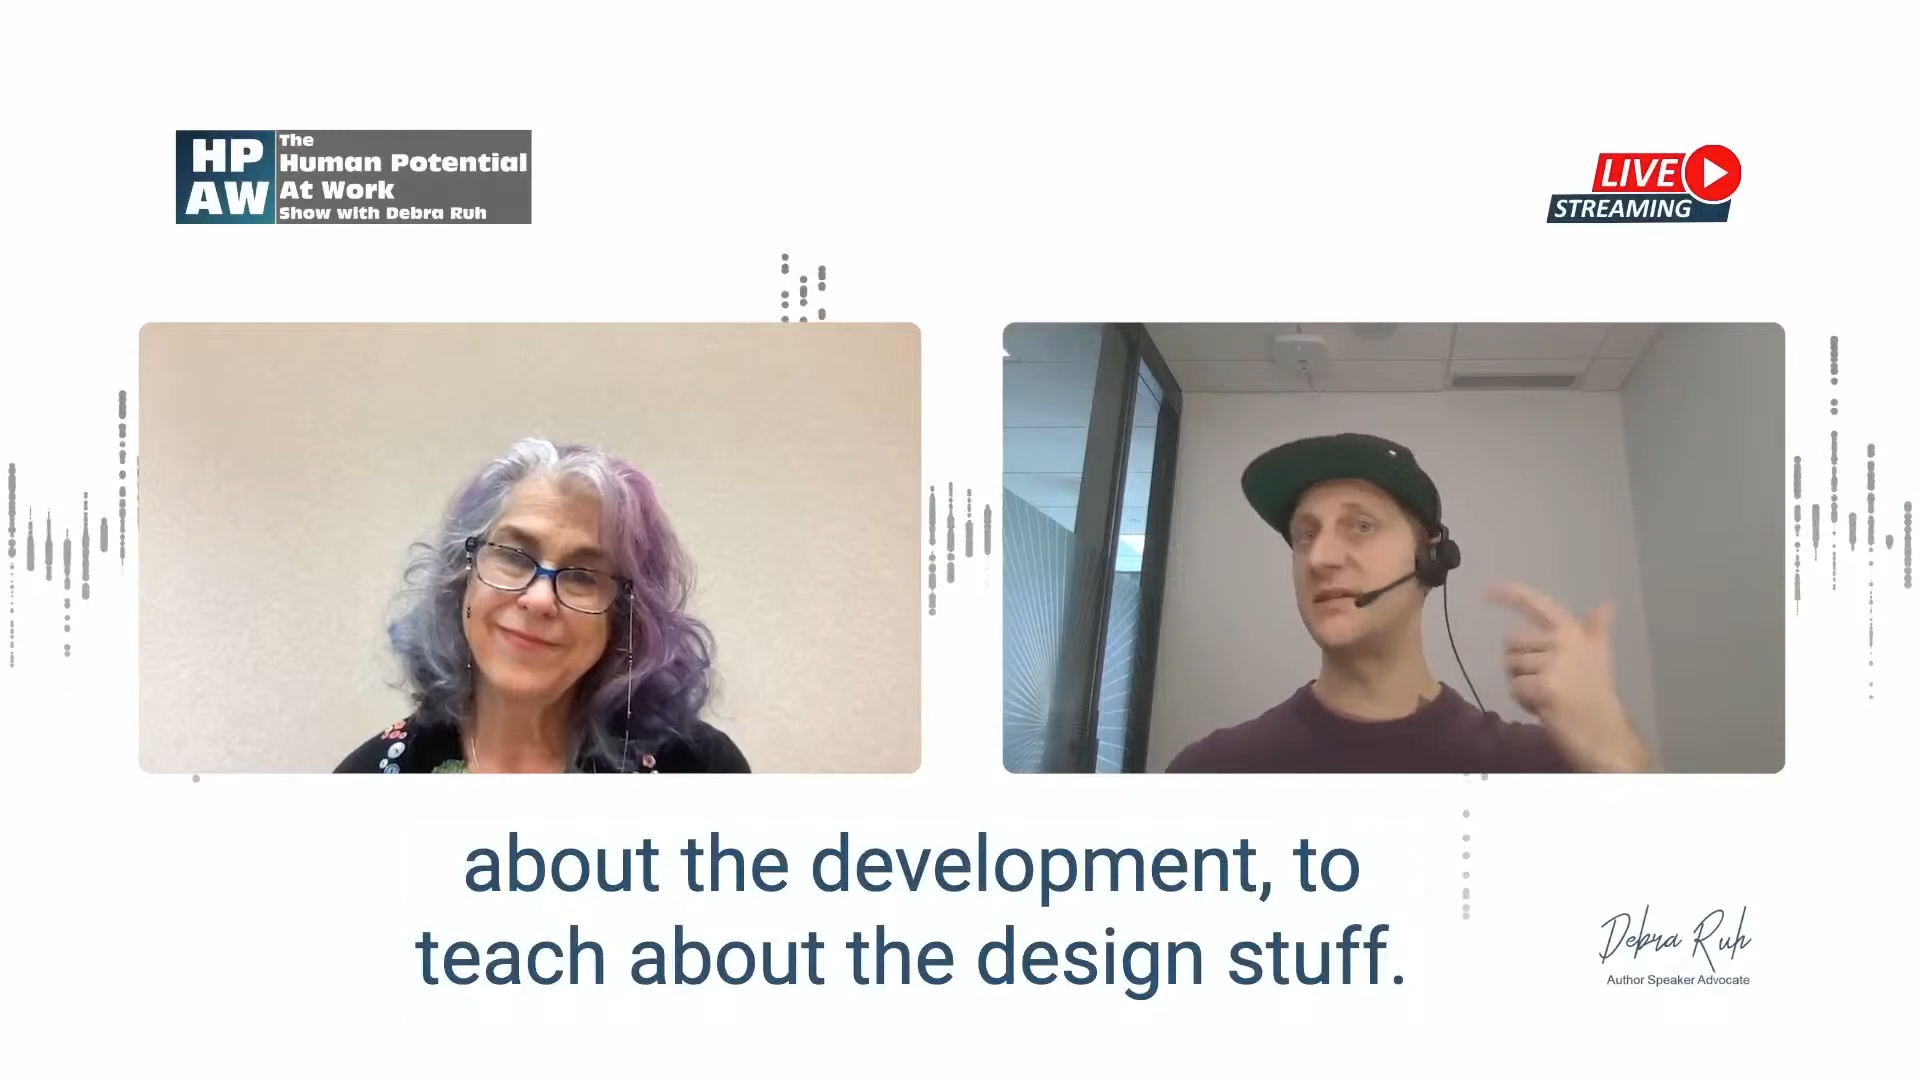 HP
AW
The
Human Potential
At Work
Show with Debra Ruh
LIVE
STREAMING
about the development, to
teach about the design stuff.
Debra Ruh
Author Speaker Advocate